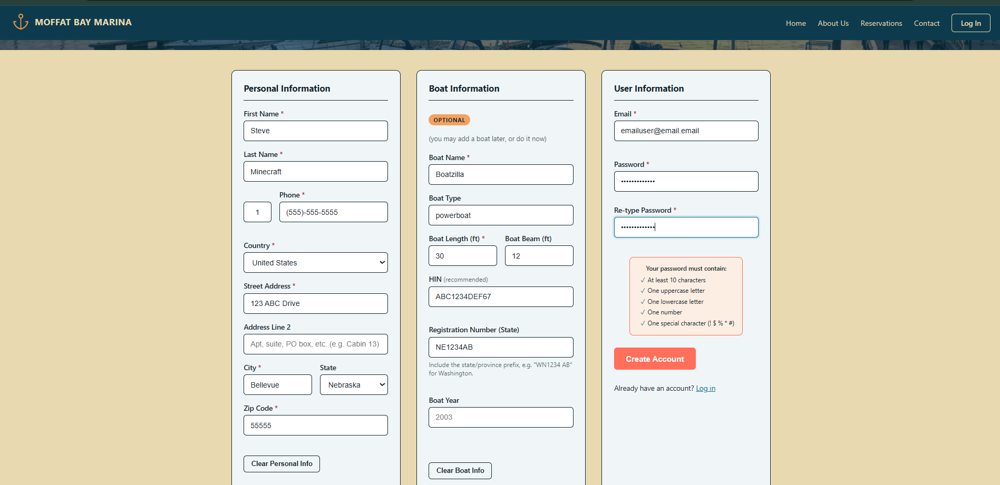 MOFFAT BAY MARINA
Home About Us Reservations Contact Log In
Personal Information
First Name *
Steve
Last Name *
Minecraft
Phone *
1 (555)-555-5555
Country *
United States
Street Address *
123 ABC Drive
Address Line 2
Apt, suite, PO box, etc. (e.g. Cabin 13)
City * State
Bellevue Nebraska
Zip Code *
55555
Clear Personal Info
Boat Information
OPTIONAL
(you may add a boat later, or do it now)
Boat Name *
Boatzilla
Boat Type
powerboat
Boat Length (ft) * Boat Beam (ft)
30 12
HIN (recommended)
ABC1234DEF67
Registration Number (State)
NE1234AB
Include the state/province prefix, e.g. "WN1234 AB"
for Washington.
Boat Year
2003
Clear Boat Info
User Information
Email *
emailuser@email.email
Password *
•••••••••••••
Re-type Password *
•••••••••••••
Your password must contain:
✓ At least 10 characters
✓ One uppercase letter
✓ One lowercase letter
✓ One number
✓ One special character (! $ % * #)
Create Account
Already have an account? Log in